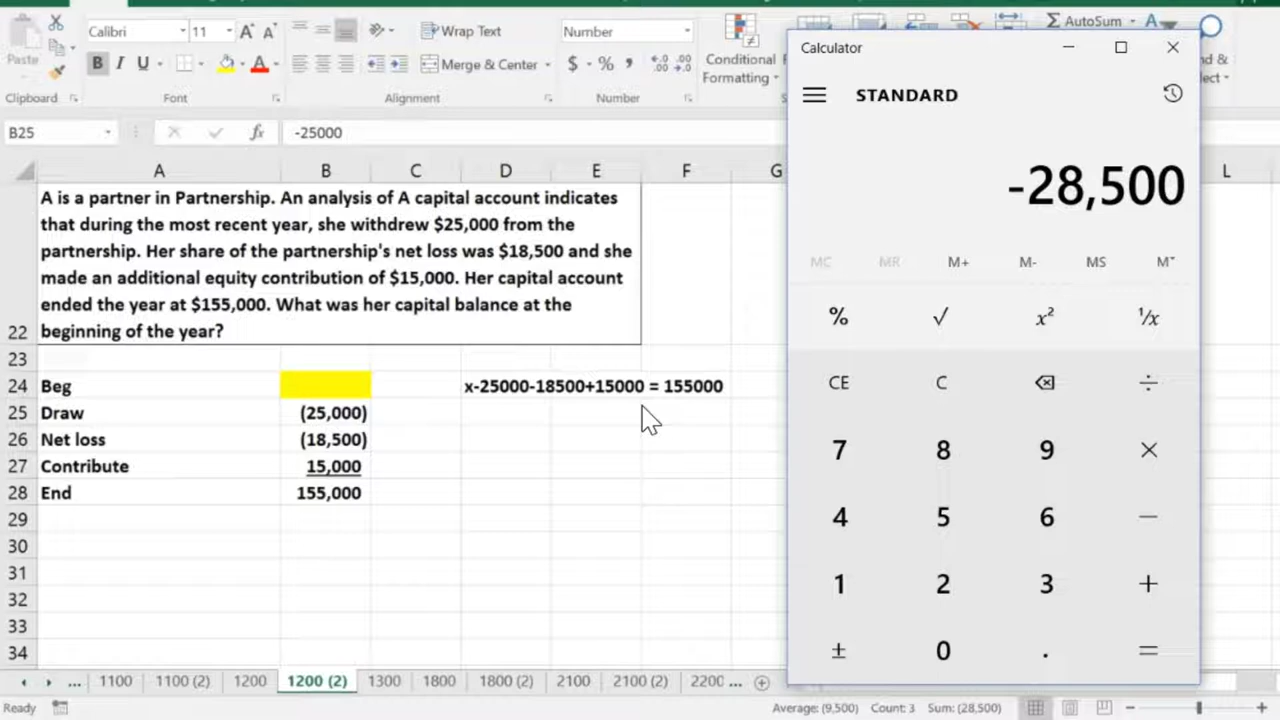 Calibri 11 A A Wrap Text Number AutoSum
Paste B I U A Merge & Center $ % , Conditional
Formatting
Clipboard Font Alignment Number
B25 fx -25000
A B C D E F G L
A is a partner in Partnership. An analysis of A capital account indicates
that during the most recent year, she withdrew $25,000 from the
partnership. Her share of the partnership's net loss was $18,500 and she
made an additional equity contribution of $15,000. Her capital account
ended the year at $155,000. What was her capital balance at the
22 beginning of the year?
23
24 Beg x-25000-18500+15000 = 155000
25 Draw (25,000)
26 Net loss (18,500)
27 Contribute 15,000
28 End 155,000
29
30
31
32
33
34
... 1100 1100 (2) 1200 1200 (2) 1300 1800 1800 (2) 2100 2100 (2) 2200 ...
Ready Average: (9,500) Count: 3 Sum: (28,500)
Calculator
STANDARD
-28,500
MC MR M+ M- MS M˅
% √ x² ¹/x
CE C ÷
7 8 9 ×
4 5 6 −
1 2 3 +
± 0 . =